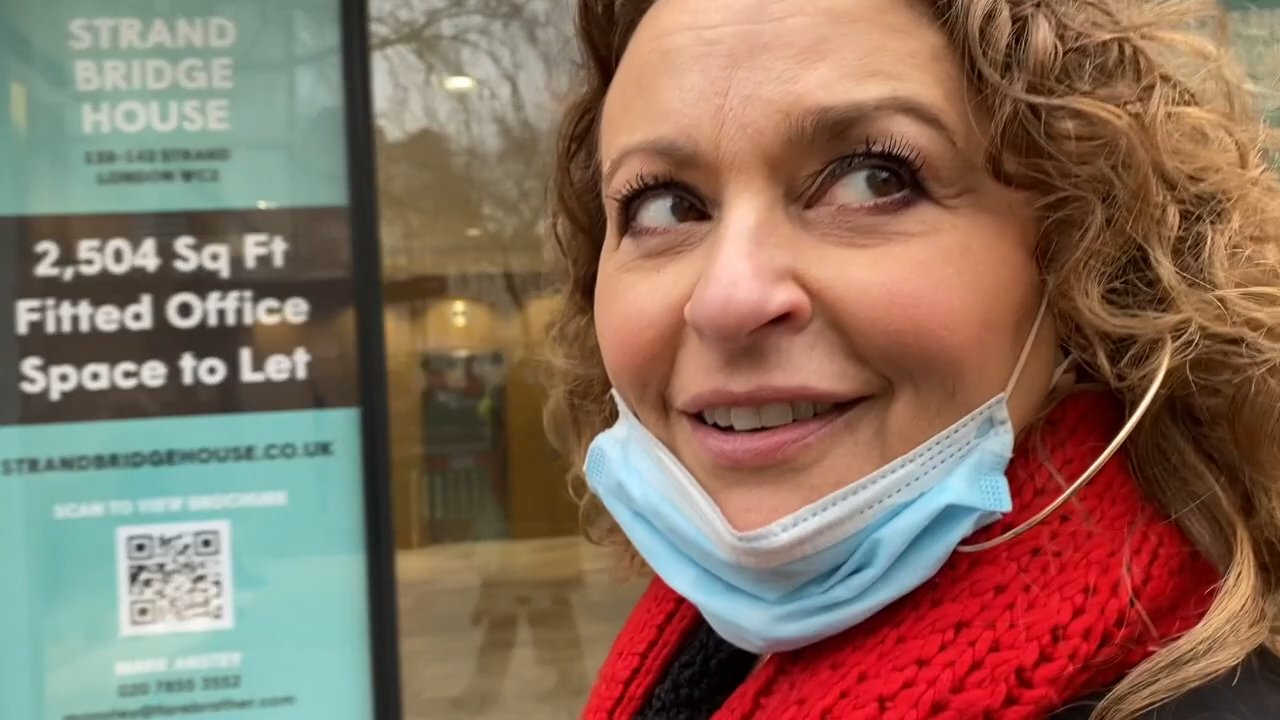 STRAND
BRIDGE
HOUSE
138-142 STRAND
LONDON WC2
2,504 Sq Ft
Fitted Office
Space to Let
STRANDBRIDGEHOUSE.CO.UK
SCAN TO VIEW BROCHURE
MARK ANSTEY
020 7855 3552